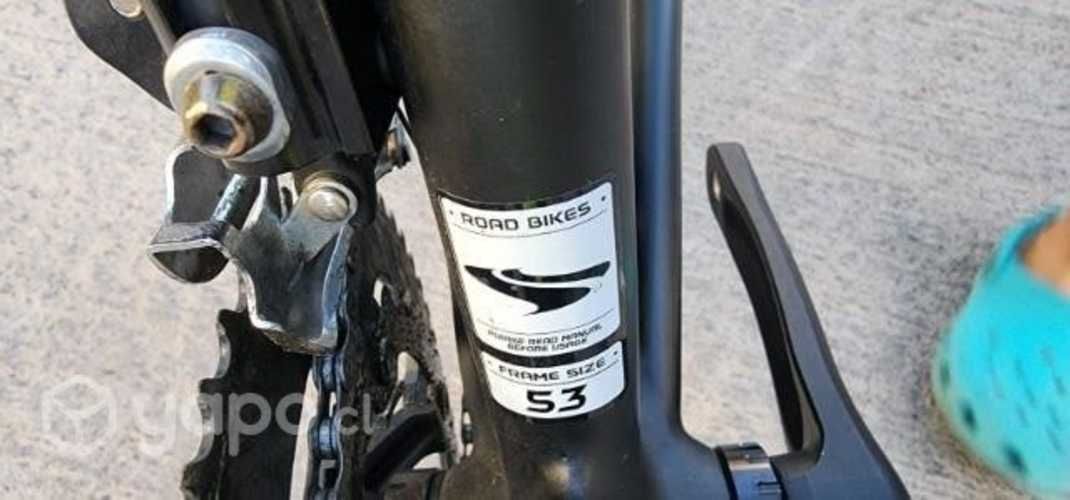 ROAD BIKES
PLEASE READ MANUAL
BEFORE USAGE
FRAME SIZE
53
yapo.cl